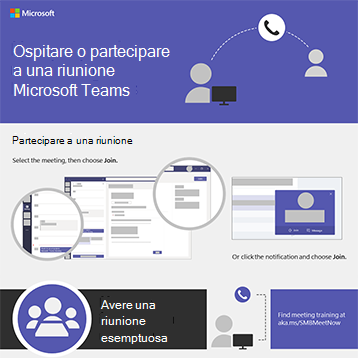 Microsoft
Ospitare o partecipare
a una riunione
Microsoft Teams
Partecipare a una riunione
Select the meeting, then choose Join.
Or click the notification and choose Join.
Avere una
riunione
esemptuosa
Find meeting training at
aka.ms/SMBMeetNow